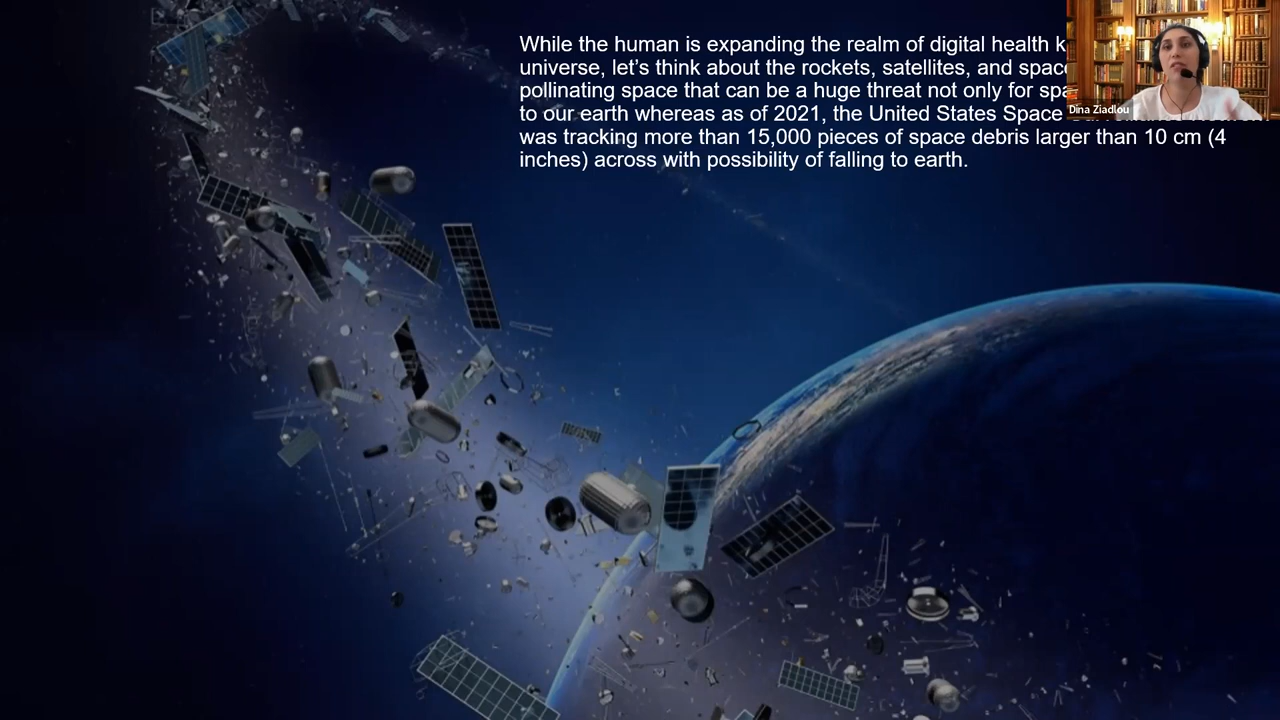 While the human is expanding the realm of digital health
universe, let's think about the rockets, satellites, and
pollinating space that can be a huge threat not only for
to our earth whereas as of 2021, the United States Space
was tracking more than 15,000 pieces of space debris larger than 10 cm (4
inches) across with possibility of falling to earth.
Dina Ziadlou